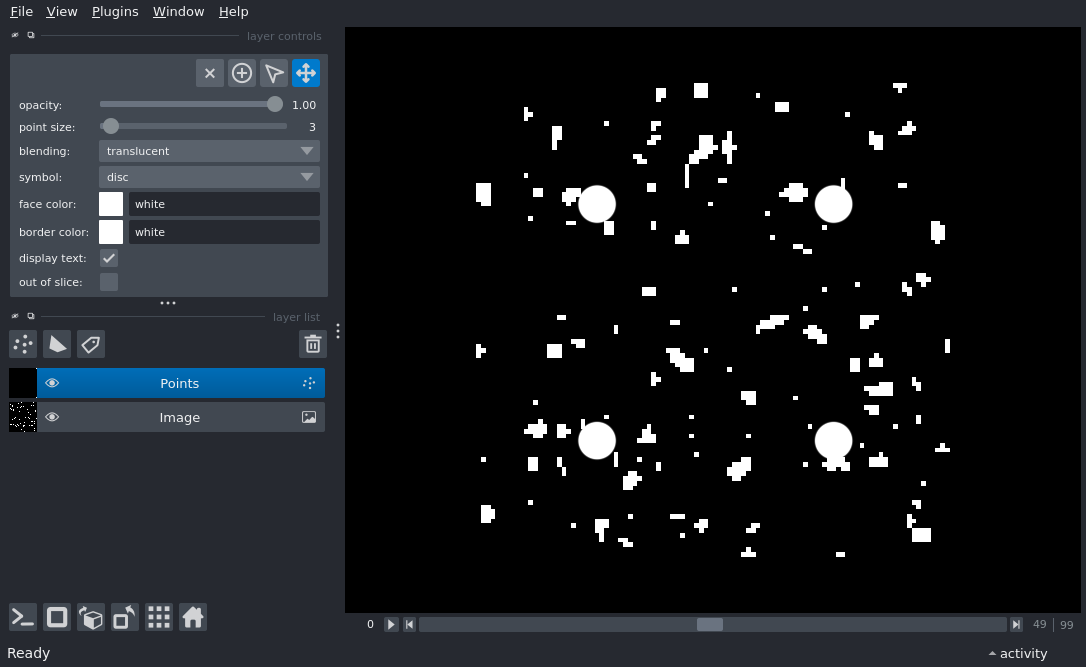 File View Plugins Window Help
layer controls
opacity: 1.00
point size: 3
blending: translucent
symbol: disc
face color: white
border color: white
display text:
out of slice:
layer list
Points
Image
0 49 | 99
Ready activity